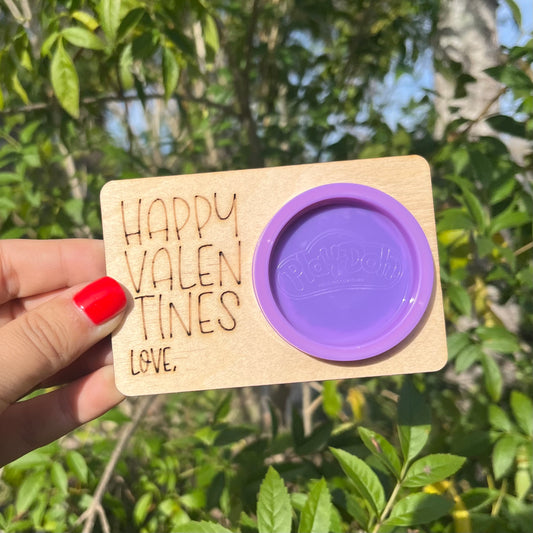 HAPPY
VALEN
TINES
LOVE,
Play-Doh